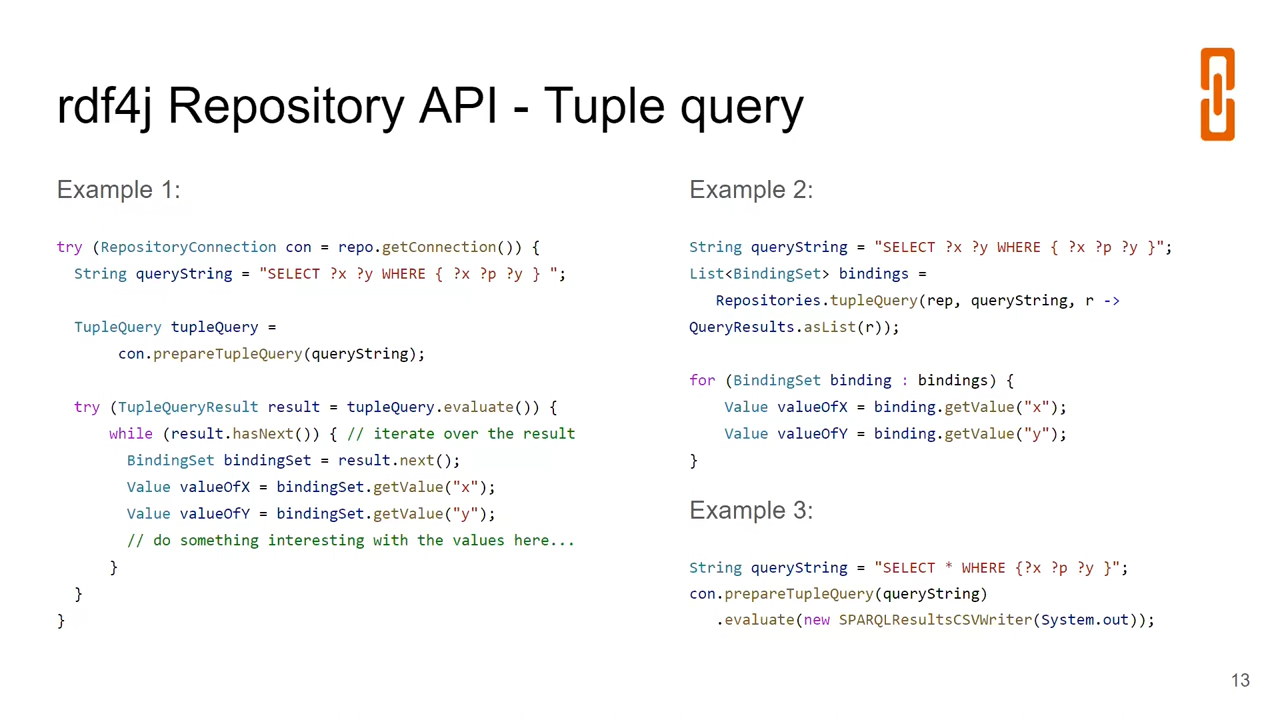 rdf4j Repository API - Tuple query
Example 1:
try (RepositoryConnection con = repo.getConnection()) {
String queryString = "SELECT ?x ?y WHERE { ?x ?p ?y } ";
TupleQuery tupleQuery =
con.prepareTupleQuery(queryString);
try (TupleQueryResult result = tupleQuery.evaluate()) {
while (result.hasNext()) { // iterate over the result
BindingSet bindingSet = result.next();
Value valueOfX = bindingSet.getValue("x");
Value valueOfY = bindingSet.getValue("y");
// do something interesting with the values here...
}
}
}
Example 2:
String queryString = "SELECT ?x ?y WHERE { ?x ?p ?y }";
List<BindingSet> bindings =
Repositories.tupleQuery(rep, queryString, r ->
QueryResults.asList(r));
for (BindingSet binding : bindings) {
Value valueOfX = binding.getValue("x");
Value valueOfY = binding.getValue("y");
}
Example 3:
String queryString = "SELECT * WHERE {?x ?p ?y }";
con.prepareTupleQuery(queryString)
.evaluate(new SPARQLResultsCSVWriter(System.out));
13